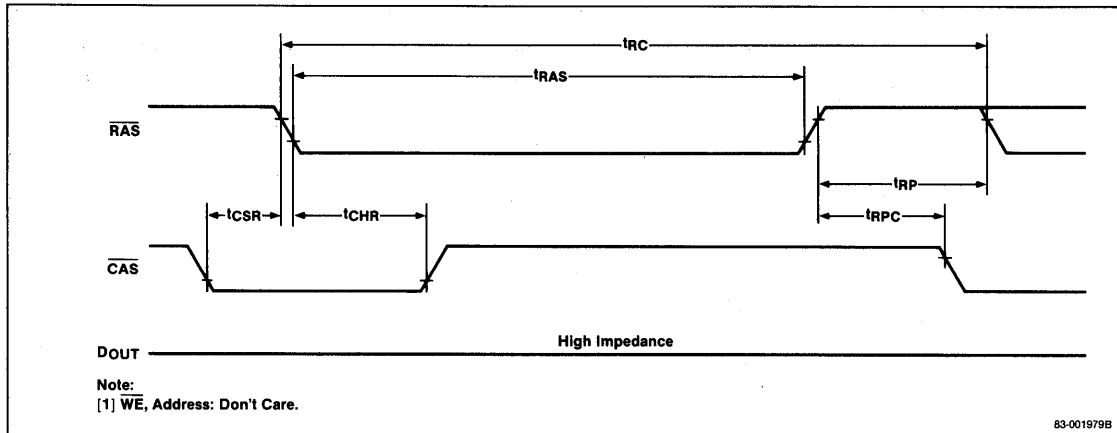 tRC
tRAS
RAS
tRP
tCSR
tCHR
tRPC
CAS
High Impedance
DOUT
Note:
[1] WE, Address: Don't Care.
83-001979B